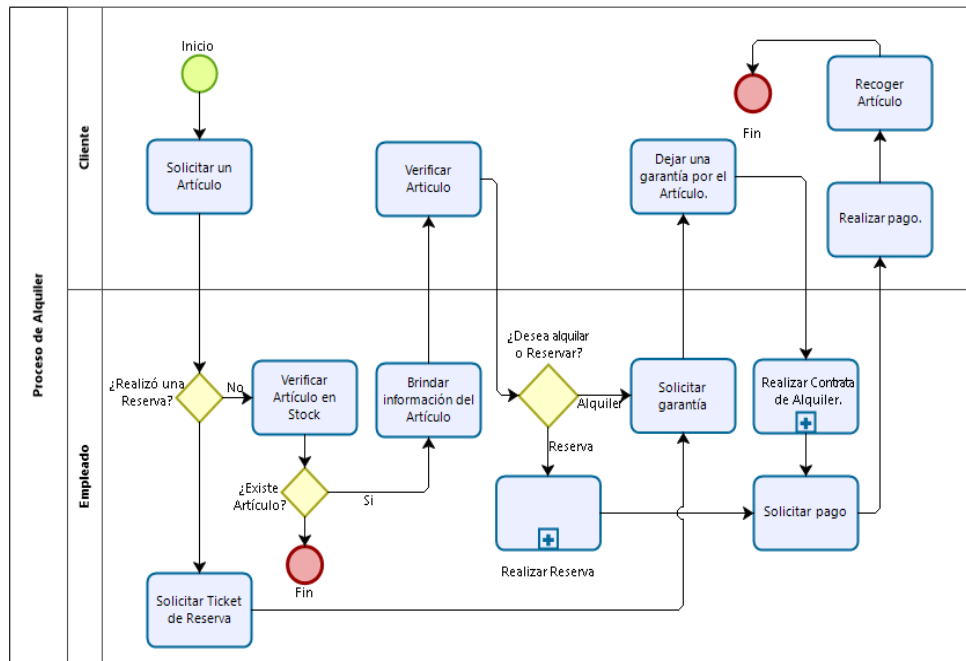 Proceso de Alquiler
Cliente
Inicio
Solicitar un
Artículo
Verificar
Articulo
Dejar una
garantía por el
Artículo.
Fin
Recoger
Artículo
Realizar pago.
Empleado
¿Realizó una
Reserva?
No
Verificar
Artículo en
Stock
¿Existe
Artículo?
Si
Fin
Brindar
información del
Artículo
¿Desea alquilar
o Reservar?
Alquiler
Reserva
Realizar Reserva
Solicitar
garantía
Realizar Contrata
de Alquiler.
Solicitar pago
Solicitar Ticket
de Reserva